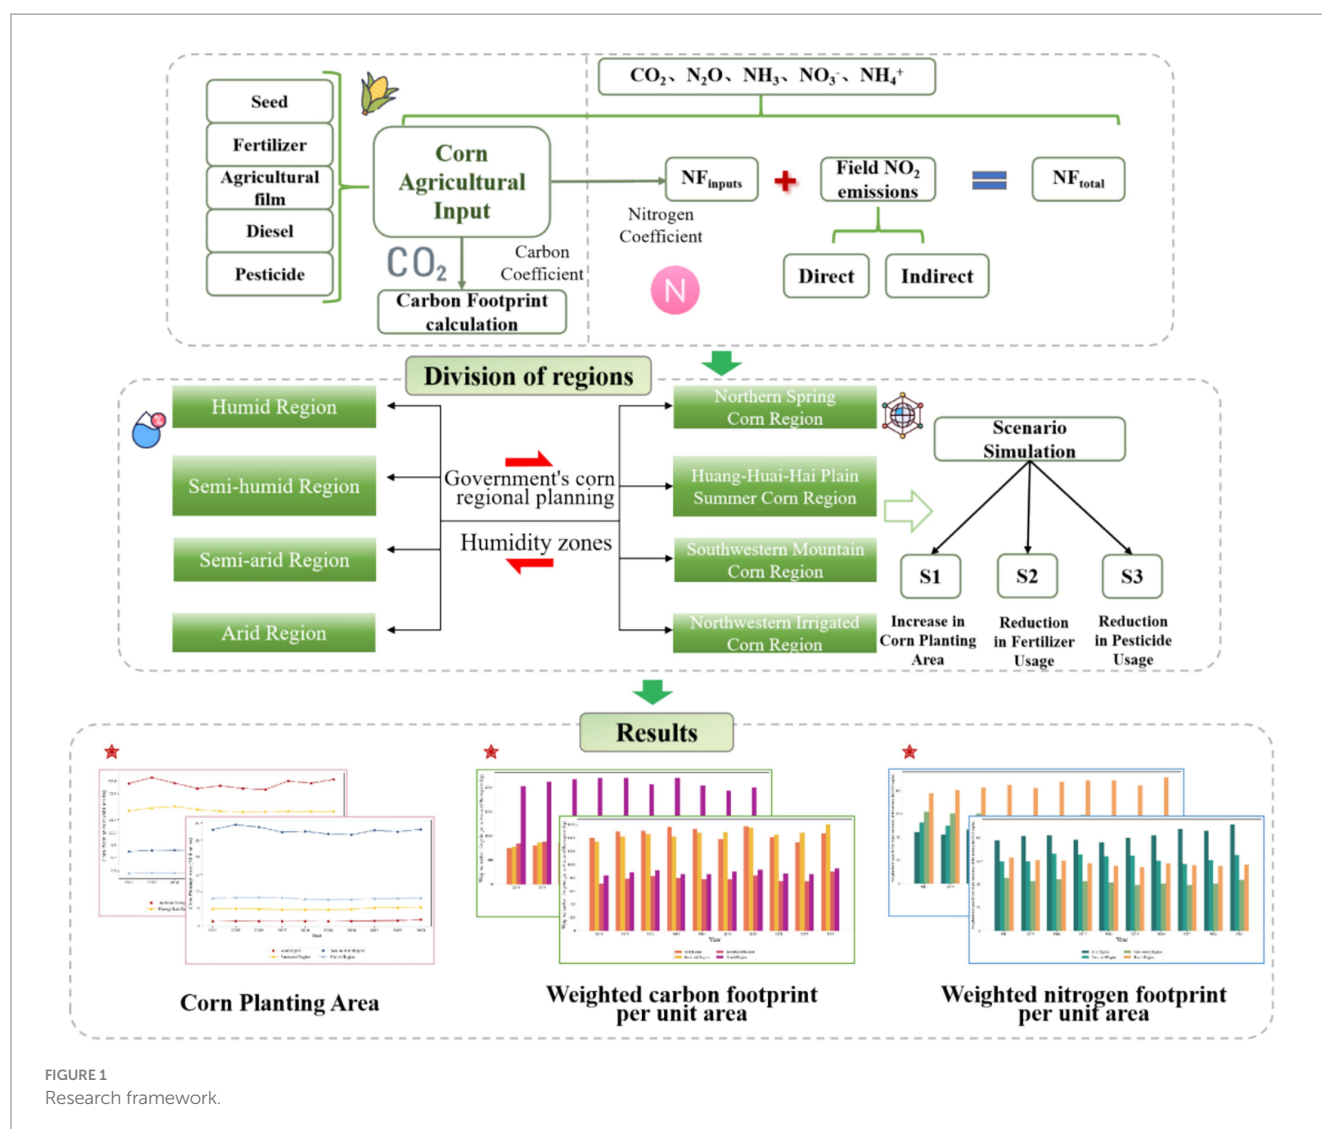 CO₂、N₂O、NH₃、NO₃⁻、NH₄⁺
Seed
Fertilizer
Agricultural
film
Diesel
Pesticide
Corn
Agricultural
Input
CO₂
Carbon
Coefficient
Carbon Footprint
calculation
NFinputs
+
Field NO₂
emissions
=
NFtotal
Nitrogen
Coefficient
N
Direct
Indirect
Division of regions
%
Humid Region
Semi-humid Region
Semi-arid Region
Arid Region
Government's corn
regional planning
Humidity zones
Northern Spring
Corn Region
Huang-Huai-Hai Plain
Summer Corn Region
Southwestern Mountain
Corn Region
Northwestern Irrigated
Corn Region
Scenario
Simulation
S1
S2
S3
Increase in
Corn Planting
Area
Reduction
in Fertilizer
Usage
Reduction
in Pesticide
Usage
Results
Year
Year
Year
Corn Planting Area
Weighted carbon footprint
per unit area
Weighted nitrogen footprint
per unit area
FIGURE 1
Research framework.